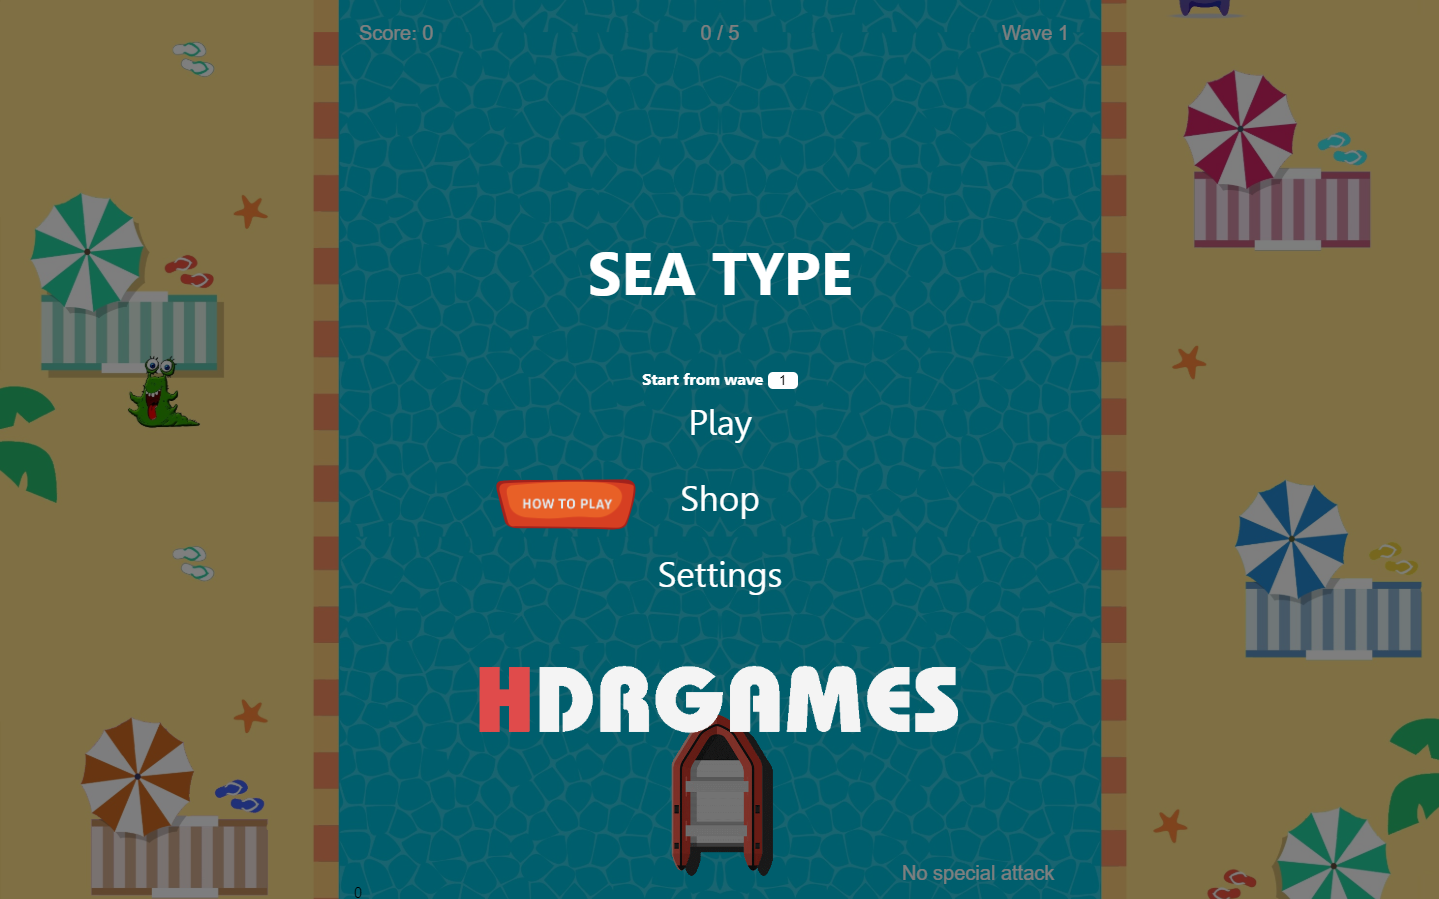 Score: 0
0 / 5
Wave 1
SEA TYPE
Start from wave 1
Play
HOW TO PLAY
Shop
Settings
HDRGAMES
No special attack
0